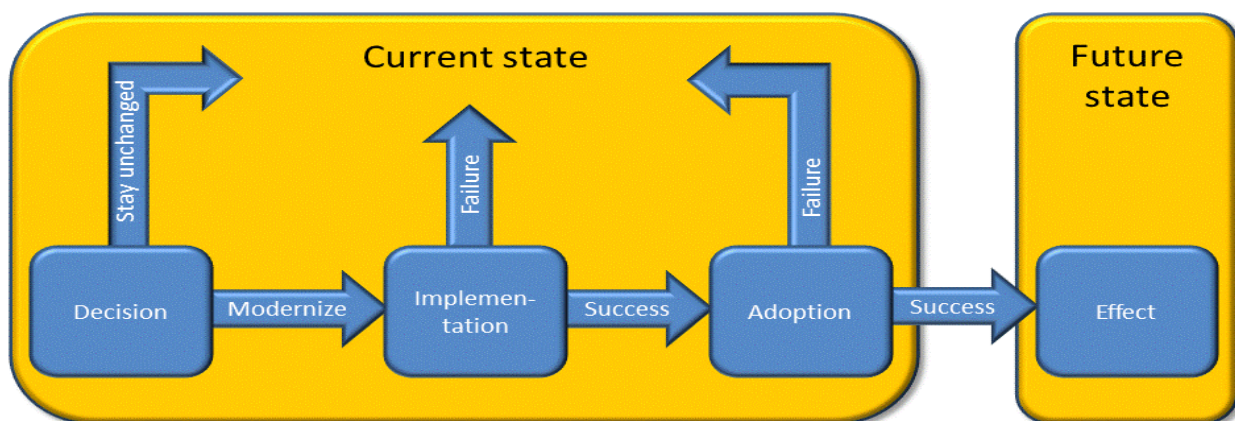 Current state
Future
state
Stay unchanged
Failure
Failure
Decision
Modernize
Implemen-
tation
Success
Adoption
Success
Effect